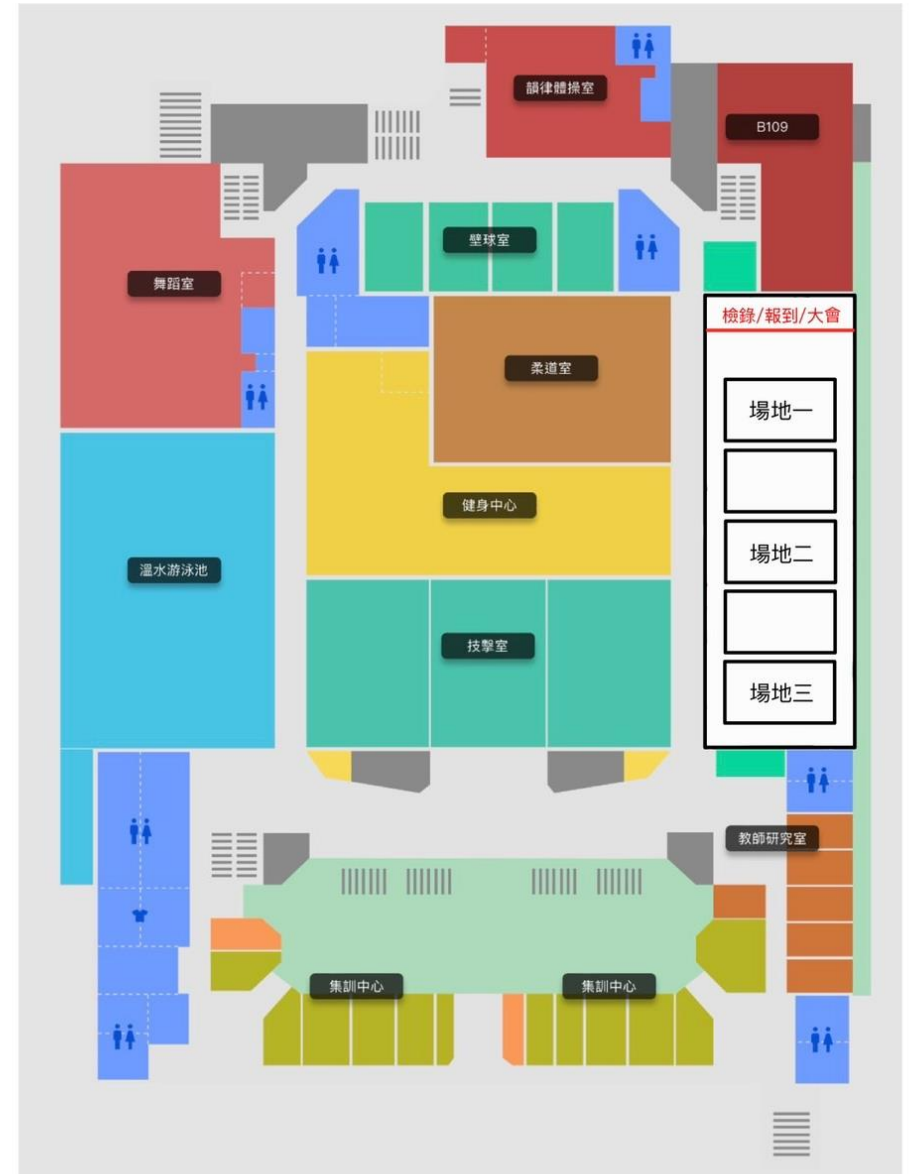 韻律體操室
B109
壁球室
舞蹈室
檢錄/報到/大會
柔道室
場地一
健身中心
場地二
溫水游泳池
技擊室
場地三
教師研究室
集訓中心
集訓中心